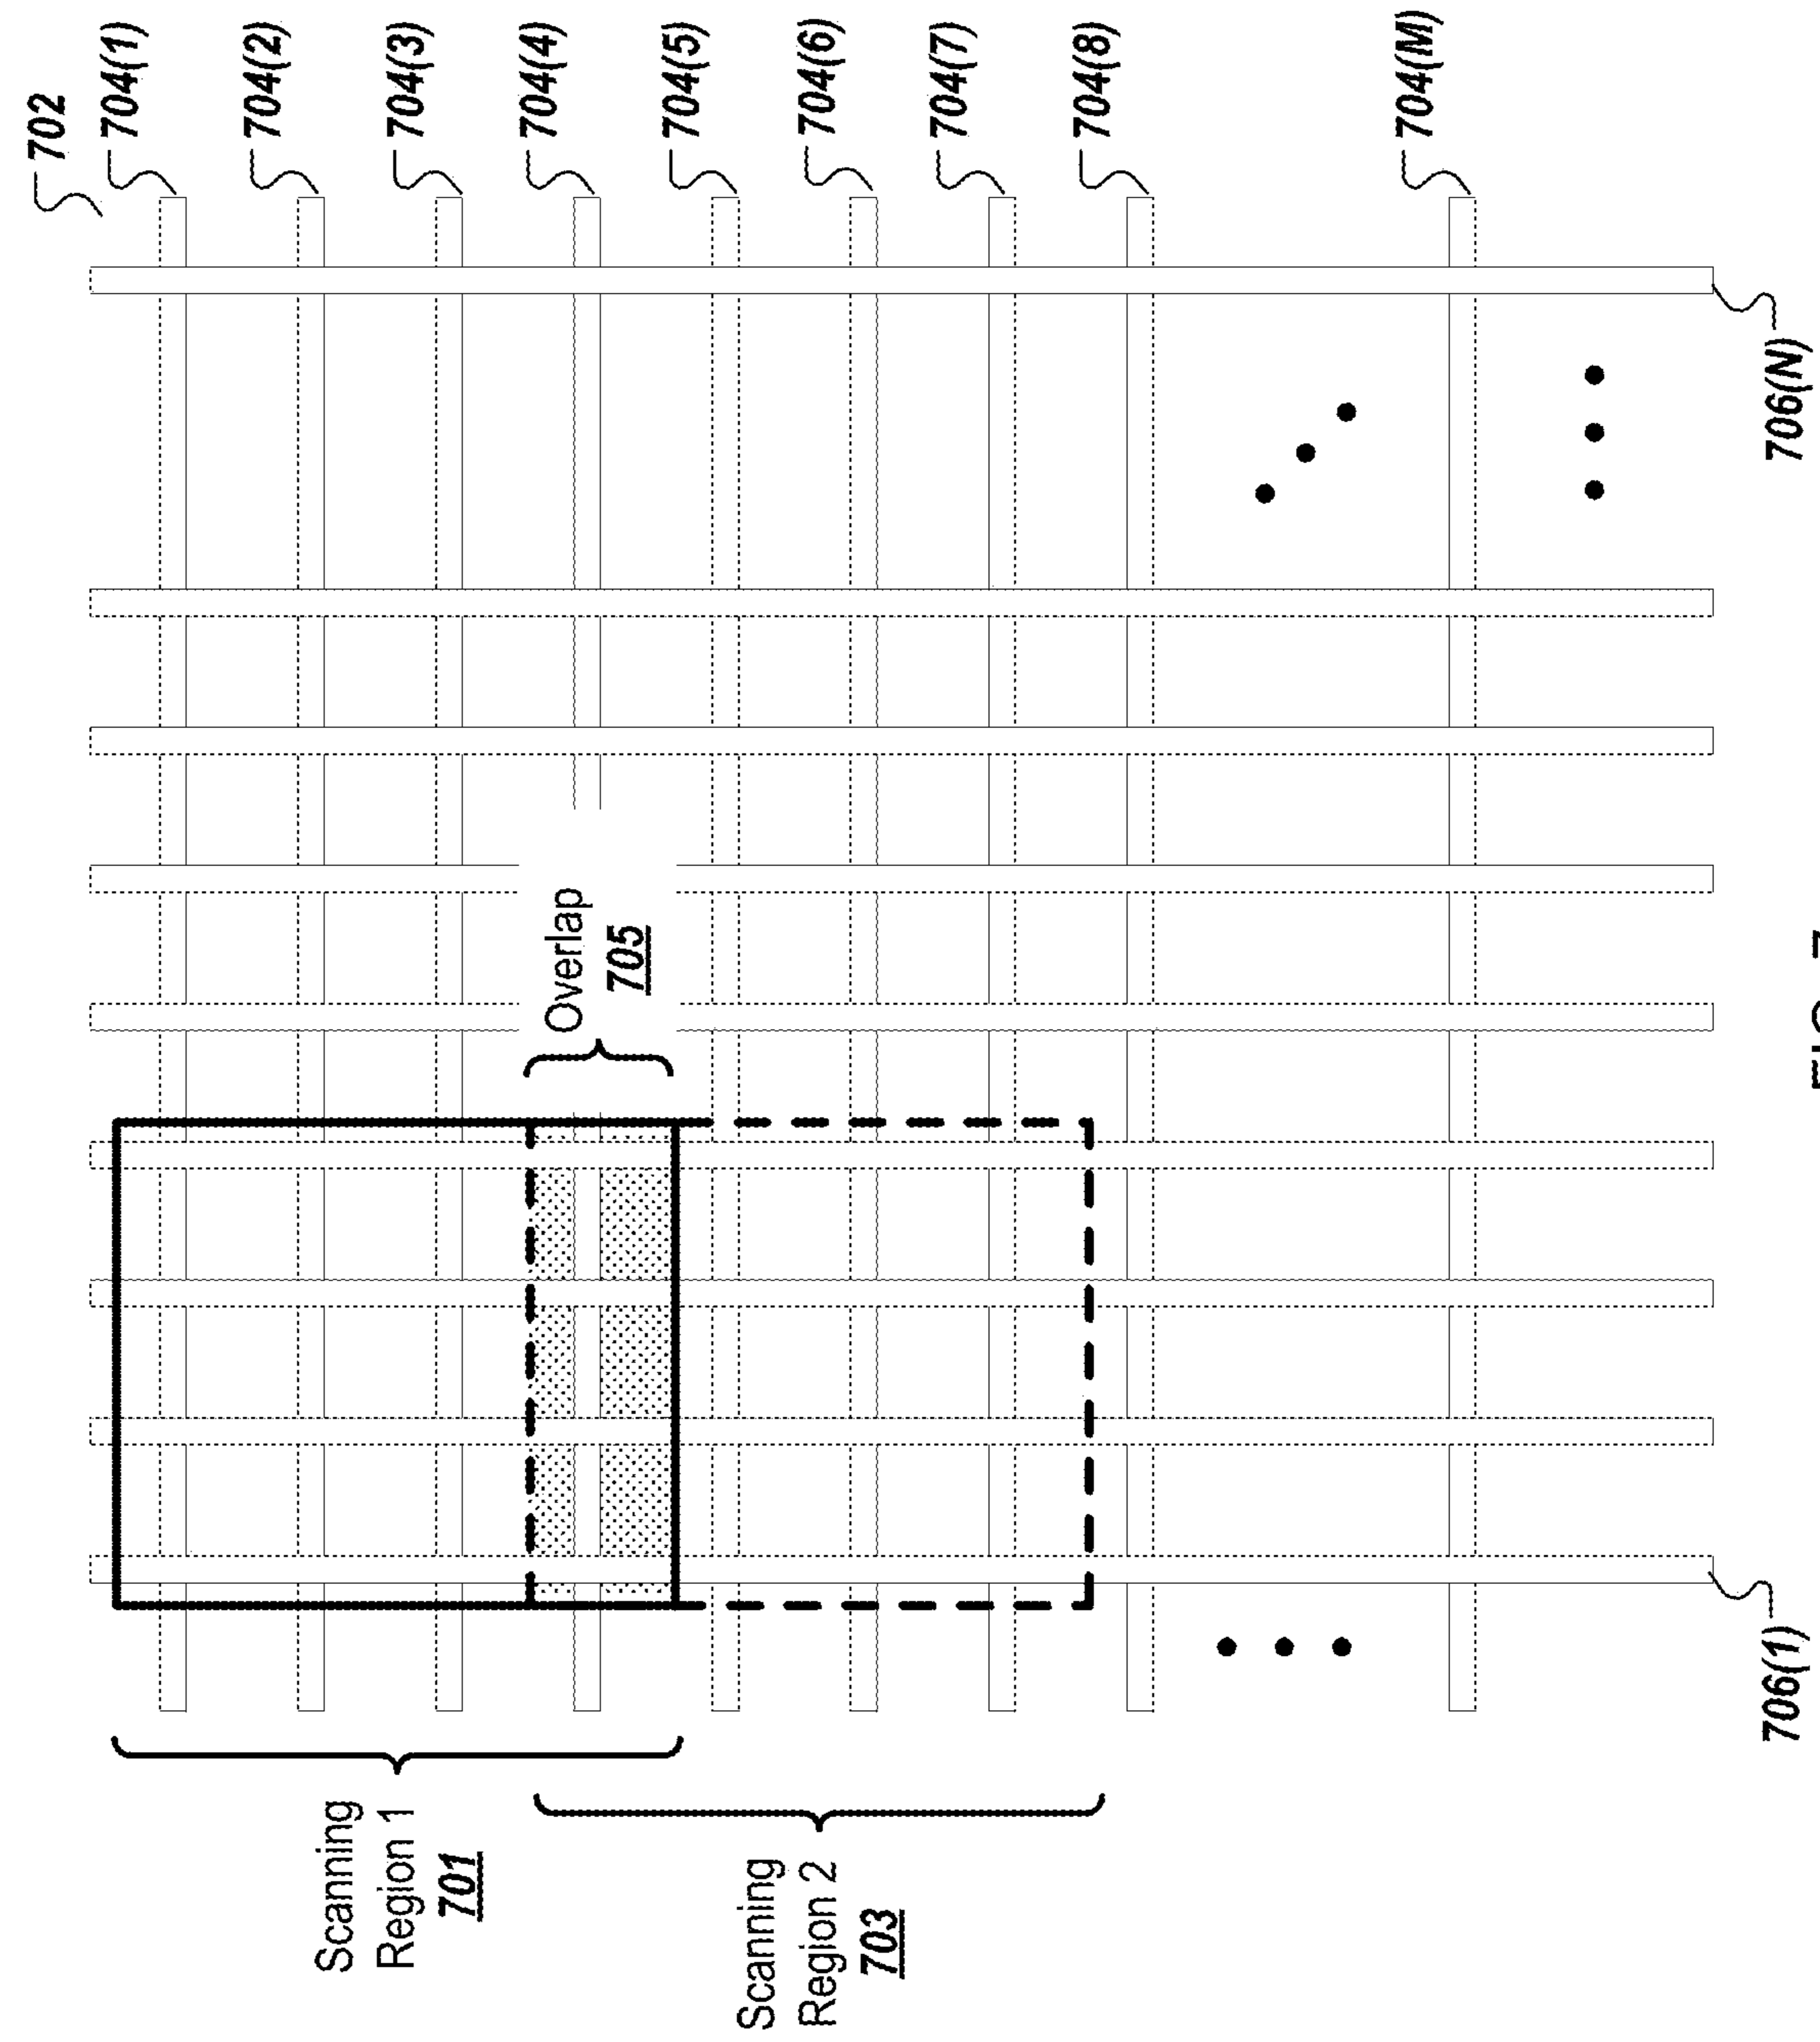 702
704(1)
704(2)
704(3)
704(4)
704(5)
704(6)
704(7)
704(8)
704(M)
Scanning
Region 1
701
Scanning
Region 2
703
Overlap
705
706(1)
706(N)